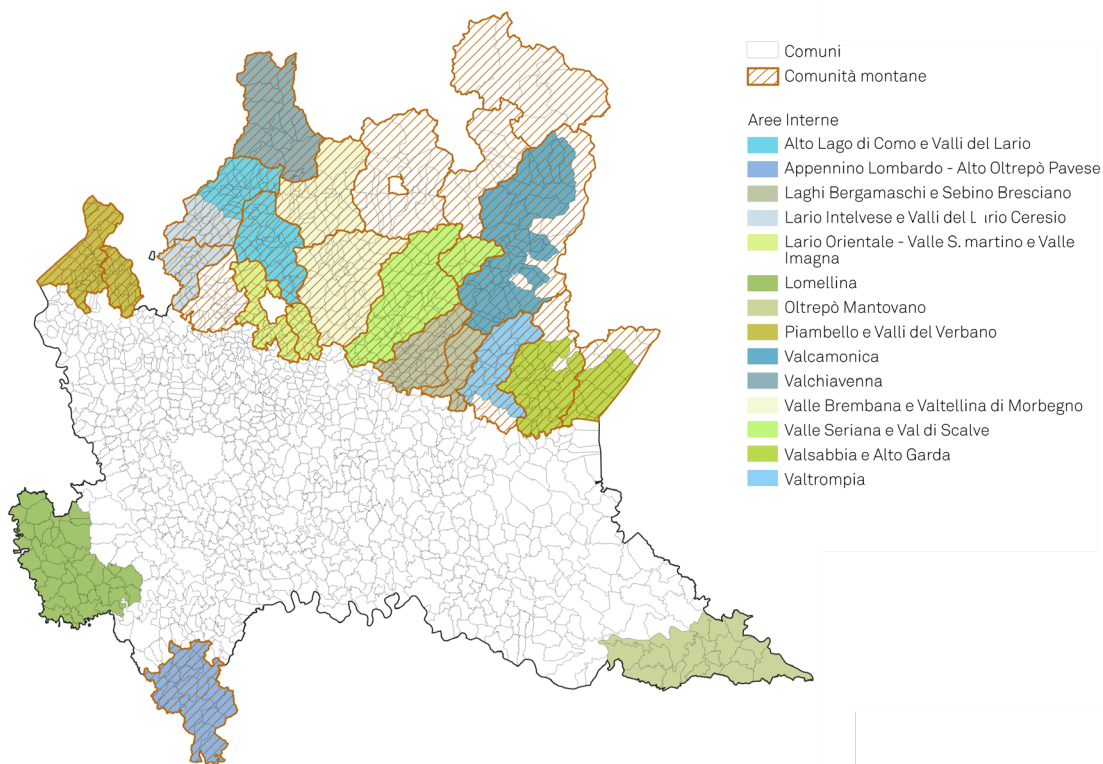 Comuni
Comunità montane
Aree Interne
Alto Lago di Como e Valli del Lario
Appennino Lombardo - Alto Oltrepò Pavese
Laghi Bergamaschi e Sebino Bresciano
Lario Intelvese e Valli del L ırio Ceresio
Lario Orientale - Valle S. martino e Valle
Imagna
Lomellina
Oltrepò Mantovano
Piambello e Valli del Verbano
Valcamonica
Valchiavenna
Valle Brembana e Valtellina di Morbegno
Valle Seriana e Val di Scalve
Valsabbia e Alto Garda
Valtrompia